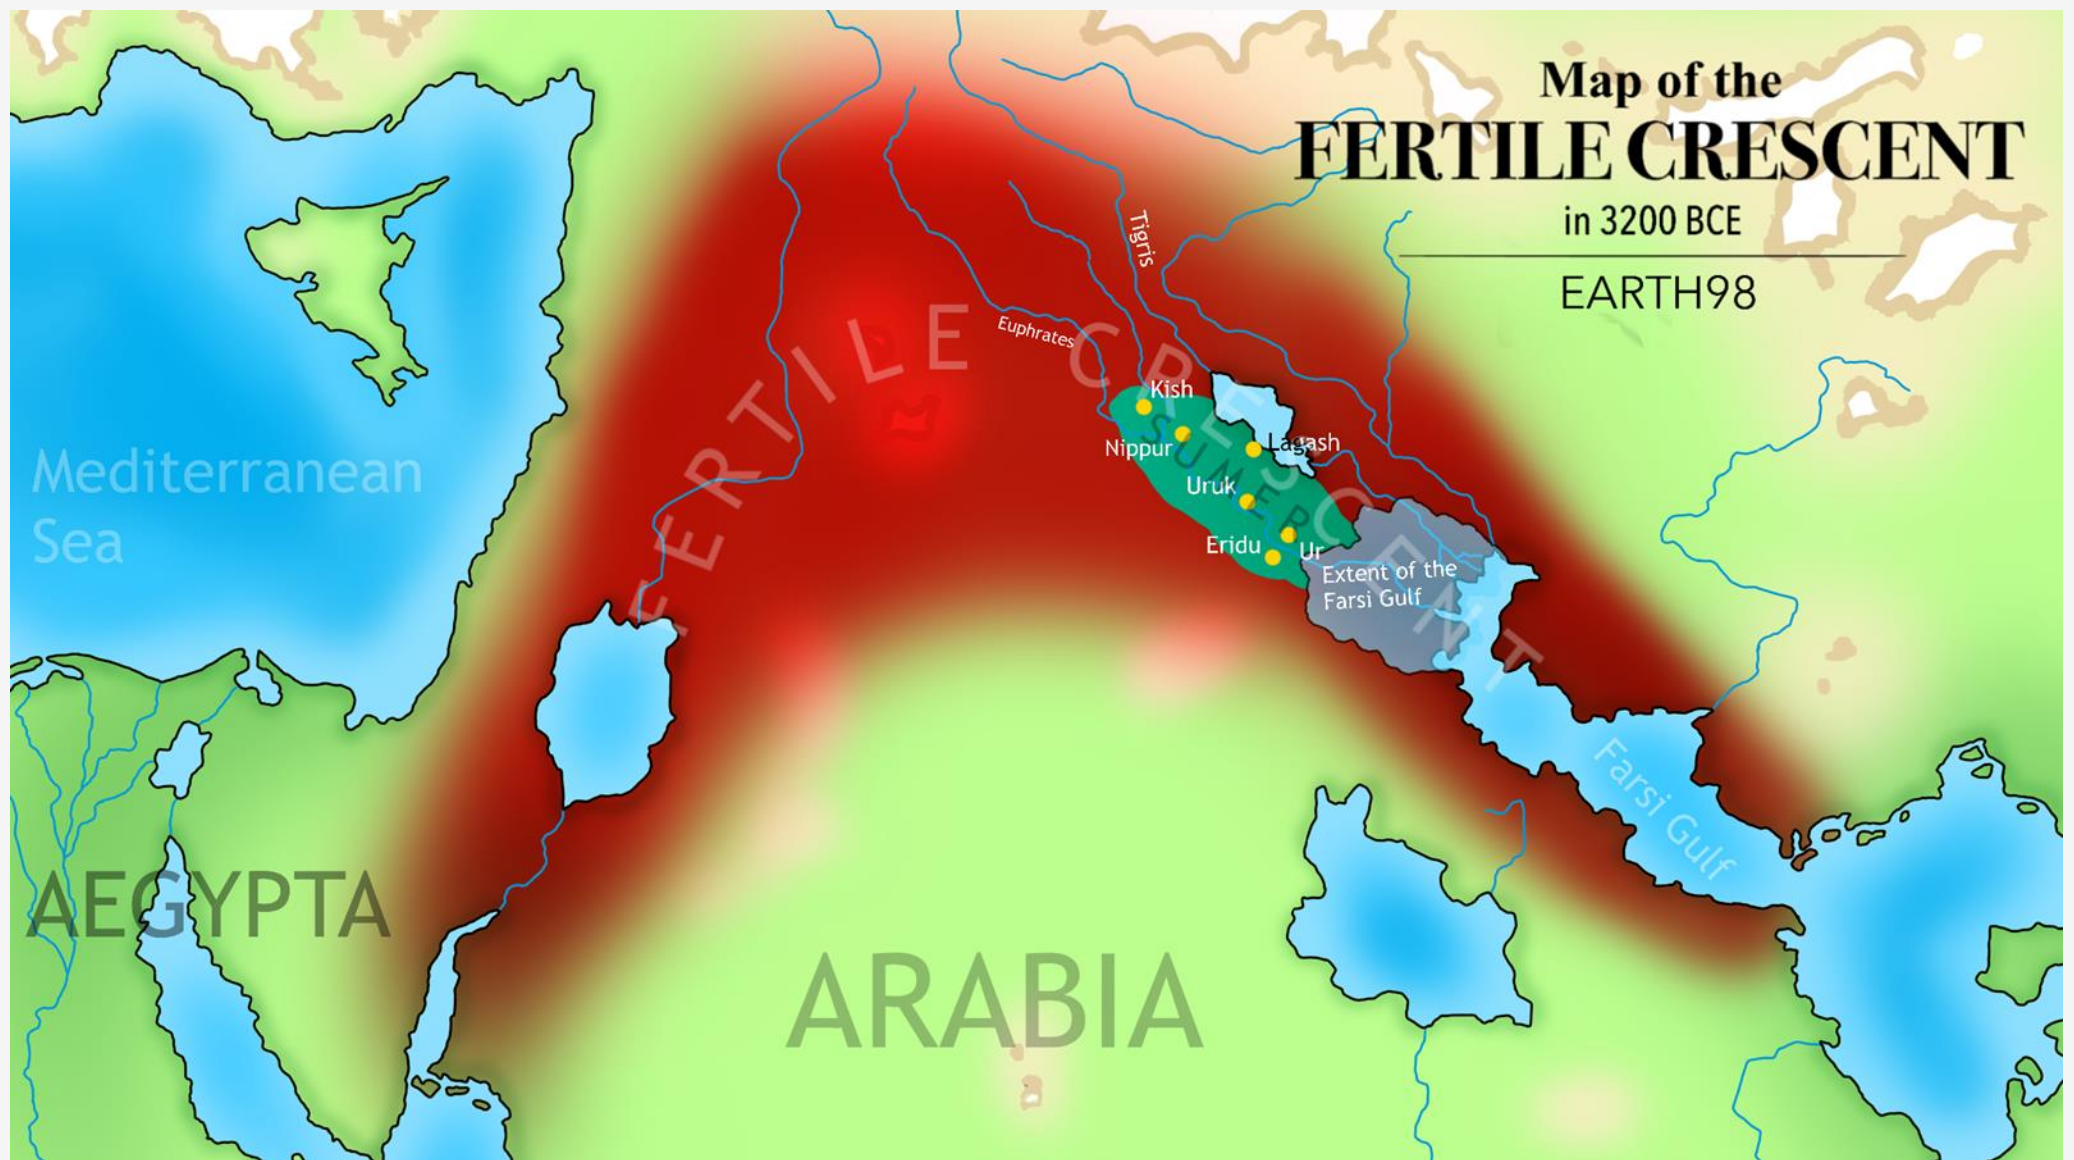 Map of the
FERTILE CRESCENT
in 3200 BCE
EARTH98
Tigris
Euphrates
FERTILE CRESCENT
Kish
SUMER
Nippur
Lagash
Uruk
Eridu
Ur
Extent of the
Farsi Gulf
Mediterranean
Sea
Farsi Gulf
AEGYPTA
ARABIA